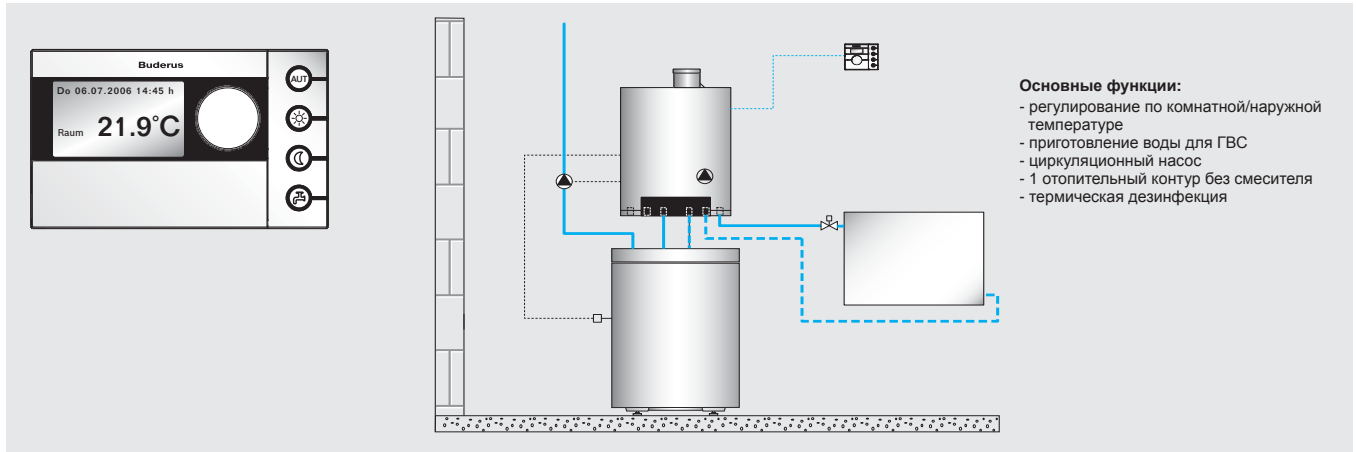 Buderus
Do 06.07.2006 14:45 h
Raum 21.9°C
AUT
Основные функции:
- регулирование по комнатной/наружной
температуре
- приготовление воды для ГВС
- циркуляционный насос
- 1 отопительный контур без смесителя
- термическая дезинфекция